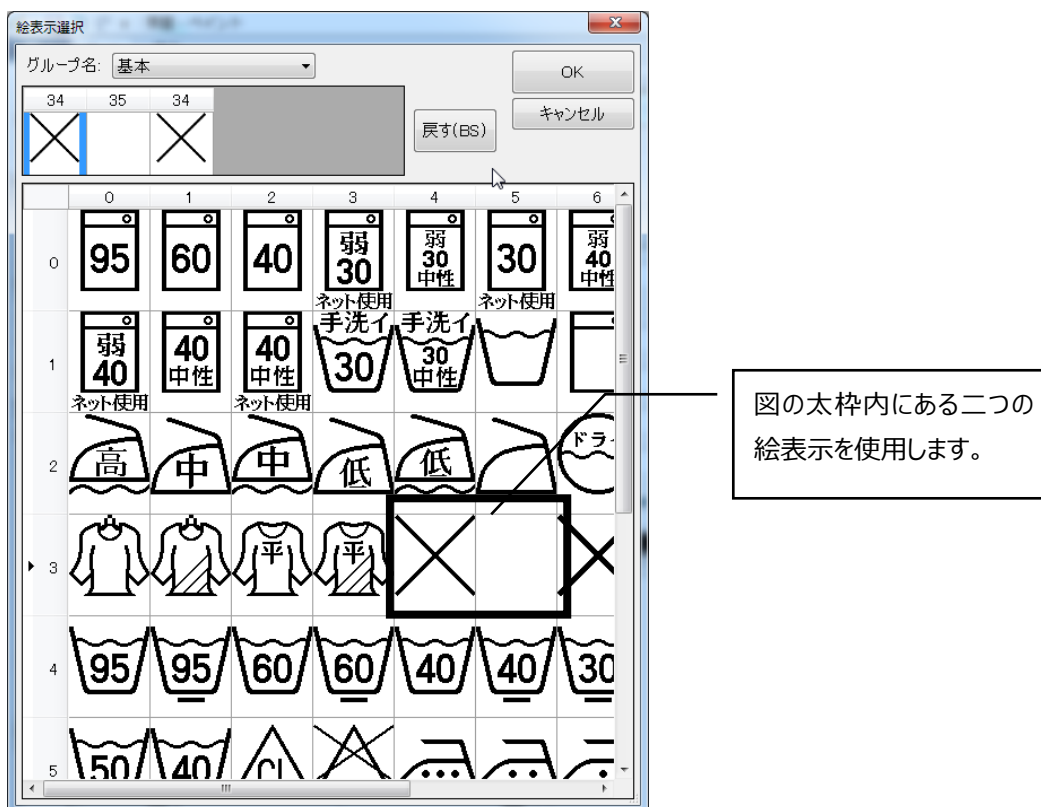 絵表示選択
グループ名: 基本
OK
34 35 34
キャンセル
戻す(BS)
0 1 2 3 4 5 6
0 95 60 40 弱 30 弱 30 中性 30 弱 40 中性
ネット使用 ネット使用
1 弱 40 40 中性 40 中性 手洗イ 30 手洗イ 30 中性
ネット使用 ネット使用
2 高 中 中 低 低 ドラ
3 平 平
4 95 95 60 60 40 40 30
5 50 40 CL
図の太枠内にある二つの
絵表示を使用します。